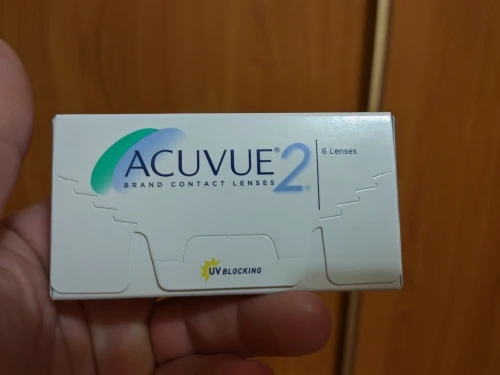 ACUVUE® 2®
BRAND CONTACT LENSES
6 Lenses
UV BLOCKING